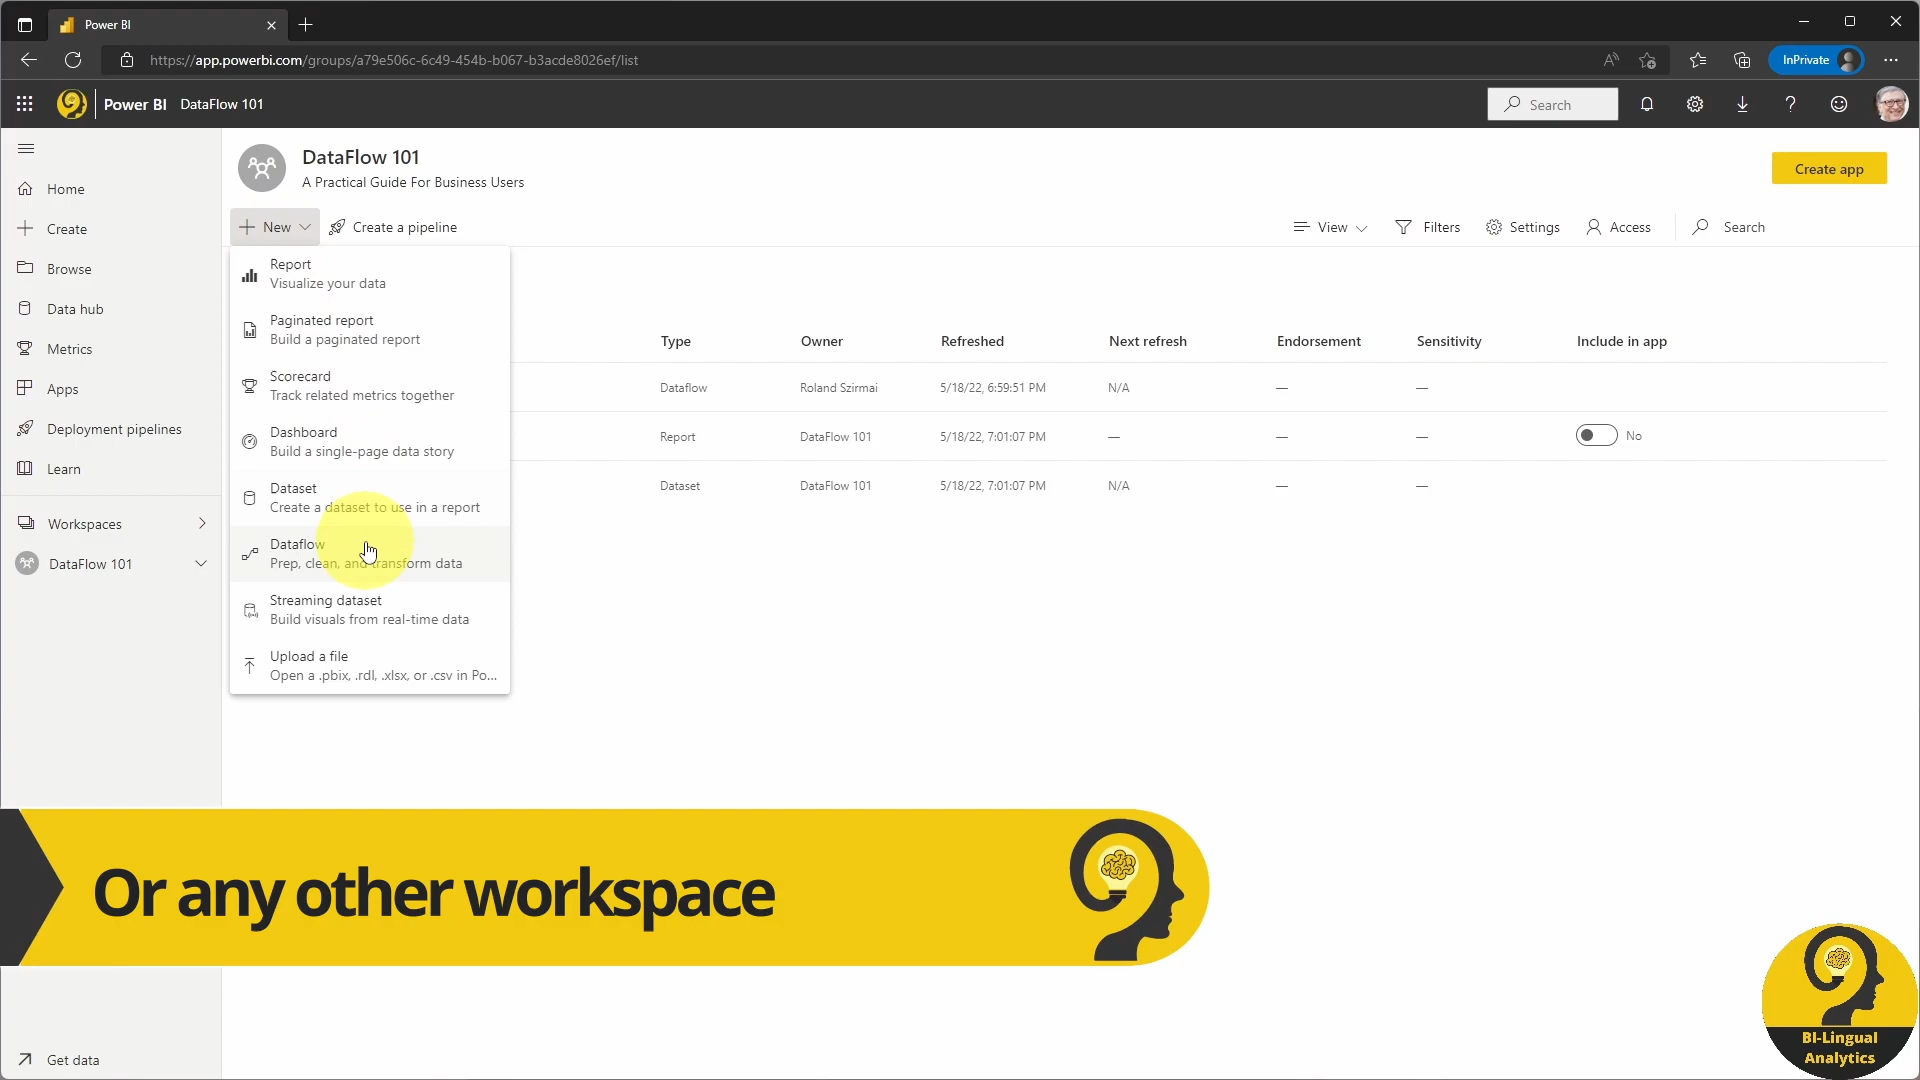 Power BI
https://app.powerbi.com/groups/a79e506c-6c49-454b-b067-b3acde8026ef/list
InPrivate
Power BI DataFlow 101
Search
DataFlow 101
A Practical Guide For Business Users
Create app
New
Create a pipeline
View
Filters
Settings
Access
Search
Home
Create
Browse
Data hub
Metrics
Apps
Deployment pipelines
Learn
Workspaces
DataFlow 101
Get data
Report
Visualize your data
Paginated report
Build a paginated report
Scorecard
Track related metrics together
Dashboard
Build a single-page data story
Dataset
Create a dataset to use in a report
Dataflow
Prep, clean, and transform data
Streaming dataset
Build visuals from real-time data
Upload a file
Open a .pbix, .rdl, .xlsx, or .csv in Po...
Type Owner Refreshed Next refresh Endorsement Sensitivity Include in app
Dataflow Roland Szirmai 5/18/22, 6:59:51 PM N/A — —
Report DataFlow 101 5/18/22, 7:01:07 PM — — — No
Dataset DataFlow 101 5/18/22, 7:01:07 PM N/A — —
Or any other workspace
BI-Lingual
Analytics